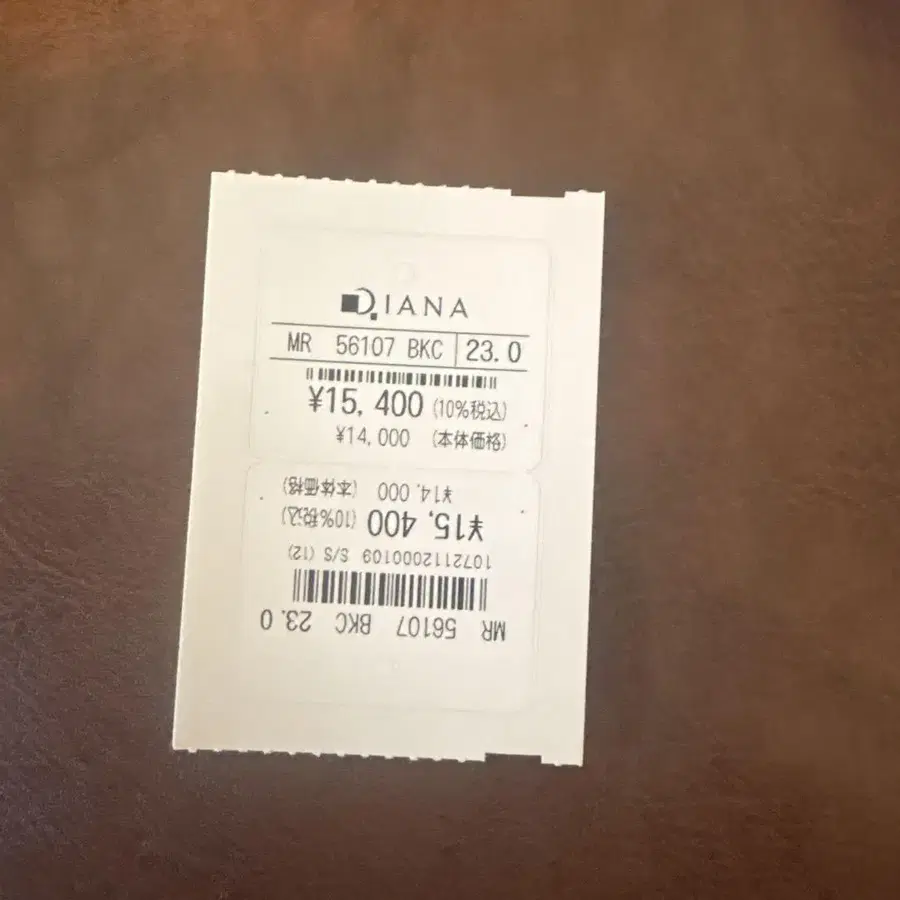 DIANA
MR 56107 BKC 23.0
¥15,400 (10%税込)
¥14,000 (本体価格)
MR 56107 BKC 23.0
1072112000109 S/S (12)
¥15,400 (10%税込)
¥14,000 (本体価格)